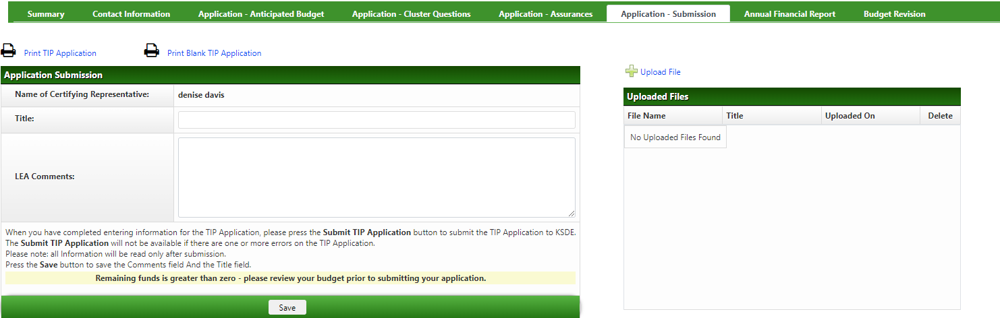 Summary Contact Information Application - Anticipated Budget Application - Cluster Questions Application - Assurances Application - Submission Annual Financial Report Budget Revision
Print TIP Application Print Blank TIP Application
Application Submission
Name of Certifying Representative: denise davis
Title:
LEA Comments:
When you have completed entering information for the TIP Application, please press the Submit TIP Application button to submit the TIP Application to KSDE.
The Submit TIP Application will not be available if there are one or more errors on the TIP Application.
Please note: all Information will be read only after submission.
Press the Save button to save the Comments field And the Title field.
Remaining funds is greater than zero - please review your budget prior to submitting your application.
Save
Upload File
Uploaded Files
File Name Title Uploaded On Delete
No Uploaded Files Found